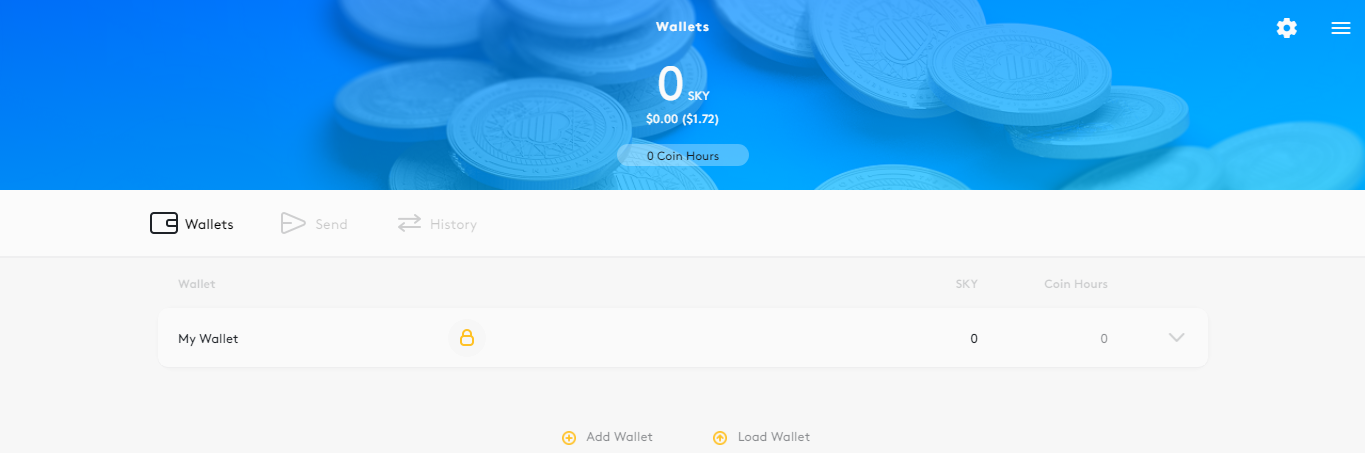 Wallets
0 SKY
$0.00 ($1.72)
0 Coin Hours
Wallets Send History
Wallet SKY Coin Hours
My Wallet 0 0
Add Wallet Load Wallet